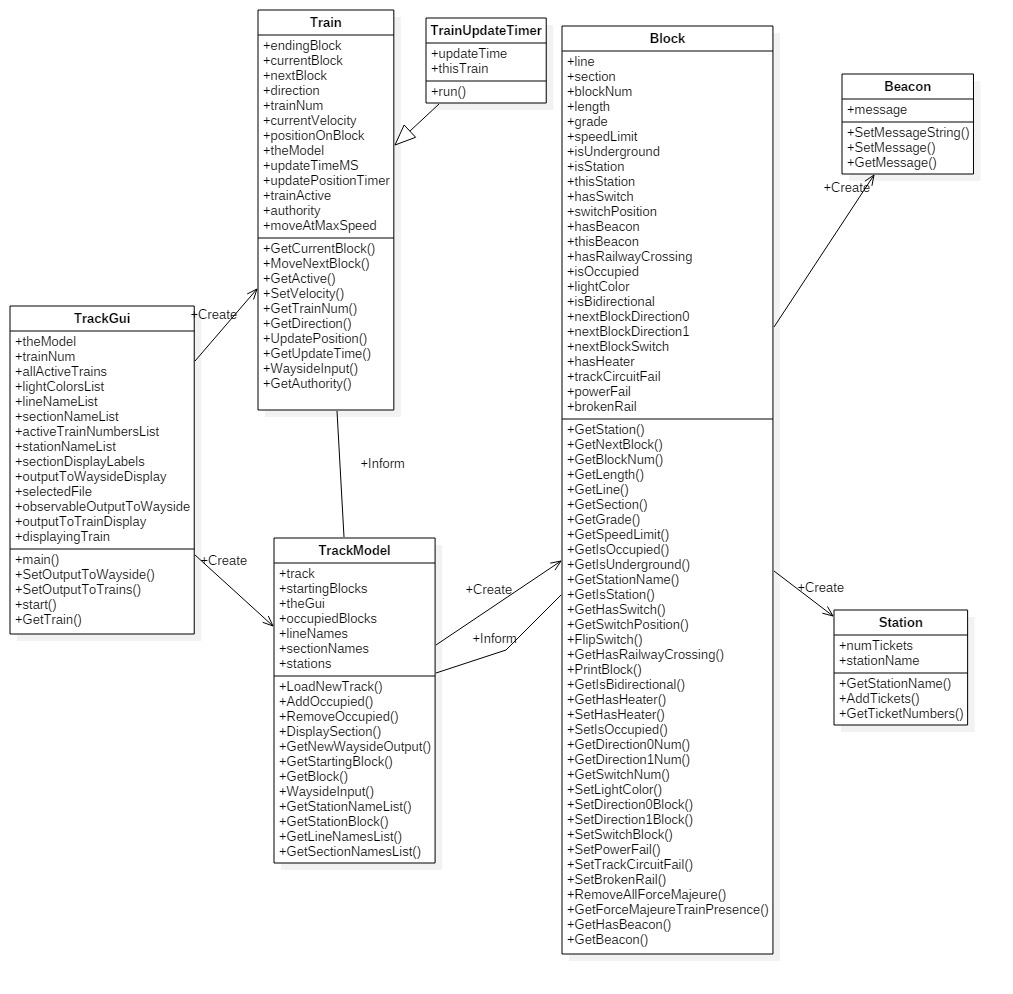 Train
+endingBlock
+currentBlock
+nextBlock
+direction
+trainNum
+currentVelocity
+positionOnBlock
+theModel
+updateTimeMS
+updatePositionTimer
+trainActive
+authority
+moveAtMaxSpeed
+GetCurrentBlock()
+MoveNextBlock()
+GetActive()
+SetVelocity()
+GetTrainNum()
+GetDirection()
+UpdatePosition()
+GetUpdateTime()
+WaysideInput()
+GetAuthority()
TrainUpdateTimer
+updateTime
+thisTrain
+run()
Block
+line
+section
+blockNum
+length
+grade
+speedLimit
+isUnderground
+isStation
+thisStation
+hasSwitch
+switchPosition
+hasBeacon
+thisBeacon
+hasRailwayCrossing
+isOccupied
+lightColor
+isBidirectional
+nextBlockDirection0
+nextBlockDirection1
+nextBlockSwitch
+hasHeater
+trackCircuitFail
+powerFail
+brokenRail
+GetStation()
+GetNextBlock()
+GetBlockNum()
+GetLength()
+GetLine()
+GetSection()
+GetGrade()
+GetSpeedLimit()
+GetIsOccupied()
+GetIsUnderground()
+GetStationName()
+GetIsStation()
+GetHasSwitch()
+GetSwitchPosition()
+FlipSwitch()
+GetHasRailwayCrossing()
+PrintBlock()
+GetIsBidirectional()
+GetHasHeater()
+SetHasHeater()
+SetIsOccupied()
+GetDirection0Num()
+GetDirection1Num()
+GetSwitchNum()
+SetLightColor()
+SetDirection0Block()
+SetDirection1Block()
+SetSwitchBlock()
+SetPowerFail()
+SetTrackCircuitFail()
+SetBrokenRail()
+RemoveAllForceMajeure()
+GetForceMajeureTrainPresence()
+GetHasBeacon()
+GetBeacon()
Beacon
+message
+SetMessageString()
+SetMessage()
+GetMessage()
+Create
TrackGui
+theModel
+trainNum
+allActiveTrains
+lightColorsList
+lineNameList
+sectionNameList
+activeTrainNumbersList
+stationNameList
+sectionDisplayLabels
+outputToWaysideDisplay
+selectedFile
+observableOutputToWayside
+outputToTrainDisplay
+displayingTrain
+main()
+SetOutputToWayside()
+SetOutputToTrains()
+start()
+GetTrain()
+Create
+Create
+Inform
TrackModel
+track
+startingBlocks
+theGui
+occupiedBlocks
+lineNames
+sectionNames
+stations
+LoadNewTrack()
+AddOccupied()
+RemoveOccupied()
+DisplaySection()
+GetNewWaysideOutput()
+GetStartingBlock()
+GetBlock()
+WaysideInput()
+GetStationNameList()
+GetStationBlock()
+GetLineNamesList()
+GetSectionNamesList()
+Create
+Inform
+Create
Station
+numTickets
+stationName
+GetStationName()
+AddTickets()
+GetTicketNumbers()